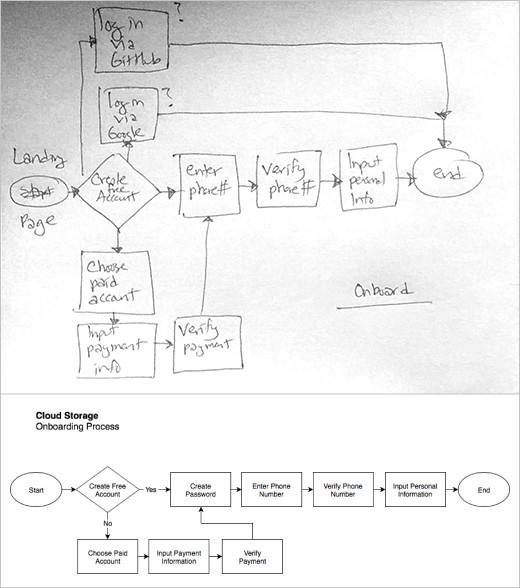 log in
via
GitHub
?
log in
via
Google
?
Landing
Start
Page
Create
free
Account
enter
phone#
Verify
phone#
Input
personal
Info
end
Choose
paid
account
Input
payment
info
Verify
payment
Onboard
Cloud Storage
Onboarding Process
Start
Create Free
Account
Yes
Create
Password
Enter Phone
Number
Verify Phone
Number
Input Personal
Information
End
No
Choose Paid
Account
Input Payment
Information
Verify
Payment